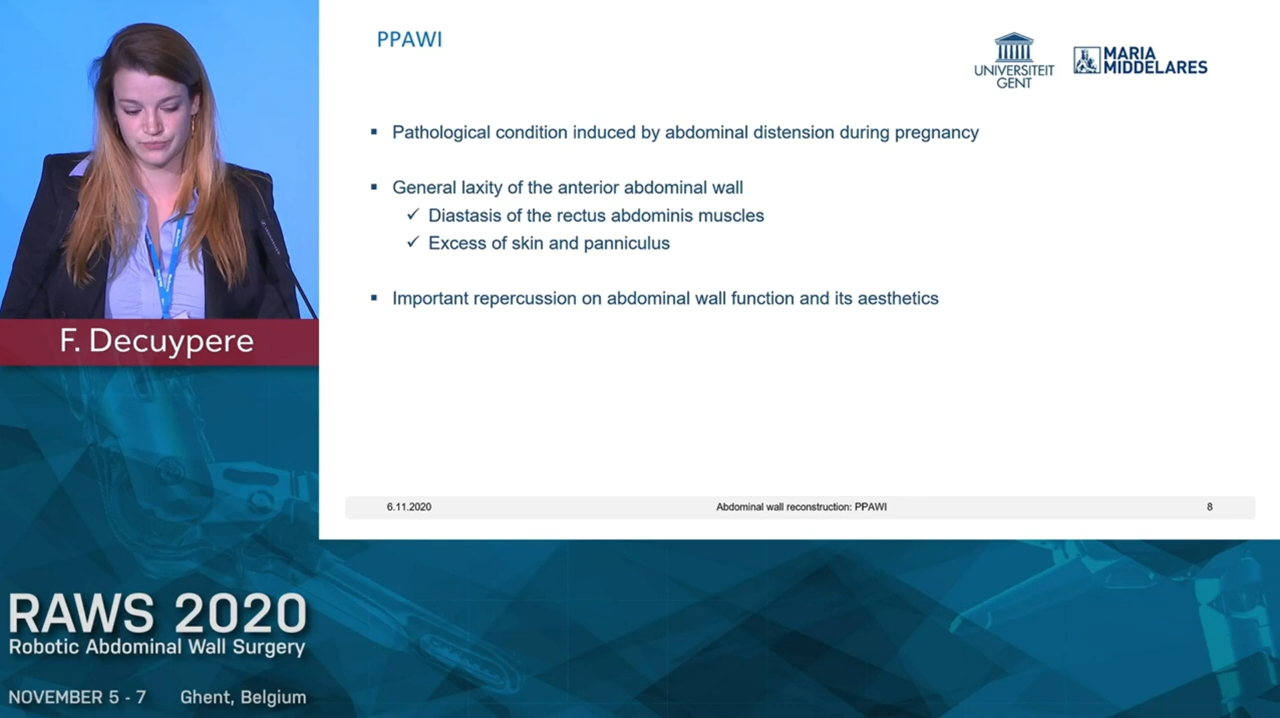 PPAWI
UNIVERSITEIT
GENT
MARIA
MIDDELARES
▪ Pathological condition induced by abdominal distension during pregnancy
▪ General laxity of the anterior abdominal wall
✓ Diastasis of the rectus abdominis muscles
✓ Excess of skin and panniculus
▪ Important repercussion on abdominal wall function and its aesthetics
6.11.2020 Abdominal wall reconstruction: PPAWI 8
F. Decuypere
RAWS 2020
Robotic Abdominal Wall Surgery
NOVEMBER 5 - 7 Ghent, Belgium